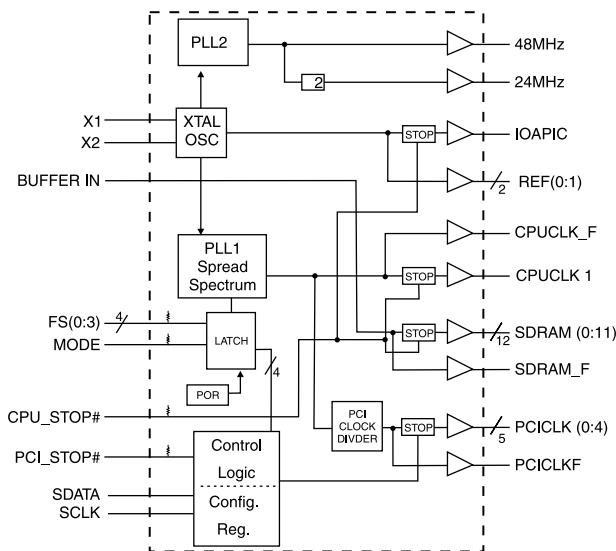 PLL2
48MHz
2
24MHz
X1
X2
XTAL
OSC
STOP
IOAPIC
BUFFER IN
REF(0:1)
2
CPUCLK_F
PLL1
Spread
Spectrum
STOP
CPUCLK 1
FS(0:3)
4
MODE
LATCH
STOP
SDRAM (0:11)
12
SDRAM_F
4
POR
CPU_STOP#
PCI
CLOCK
DIVDER
STOP
PCICLK (0:4)
5
PCICLKF
PCI_STOP#
Control
Logic
SDATA
SCLK
Config.
Reg.